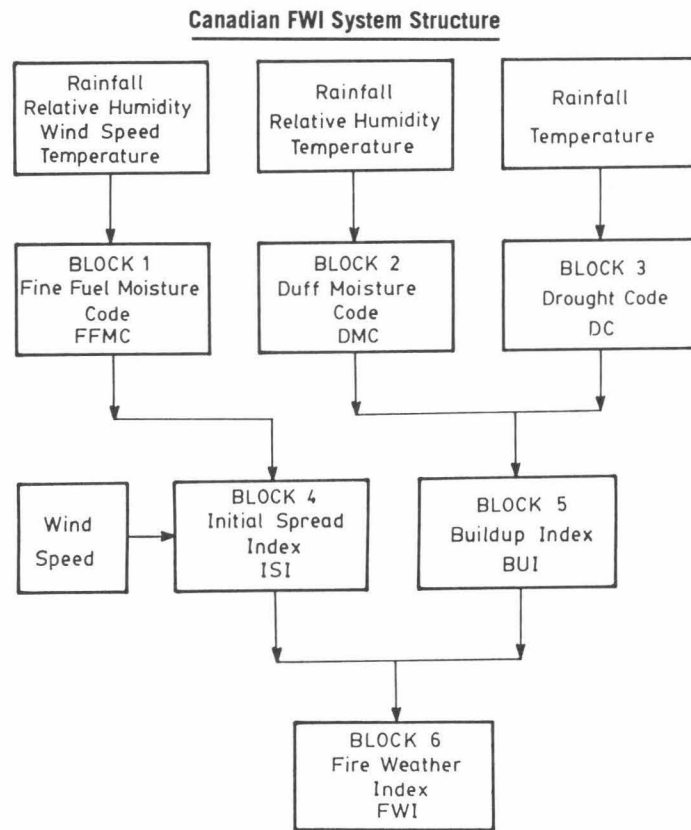 Canadian FWI System Structure
Rainfall
Relative Humidity
Wind Speed
Temperature
Rainfall
Relative Humidity
Temperature
Rainfall
Temperature
BLOCK 1
Fine Fuel Moisture
Code
FFMC
BLOCK 2
Duff Moisture
Code
DMC
BLOCK 3
Drought Code
DC
Wind
Speed
BLOCK 4
Initial Spread
Index
ISI
BLOCK 5
Buildup Index
BUI
BLOCK 6
Fire Weather
Index
FWI